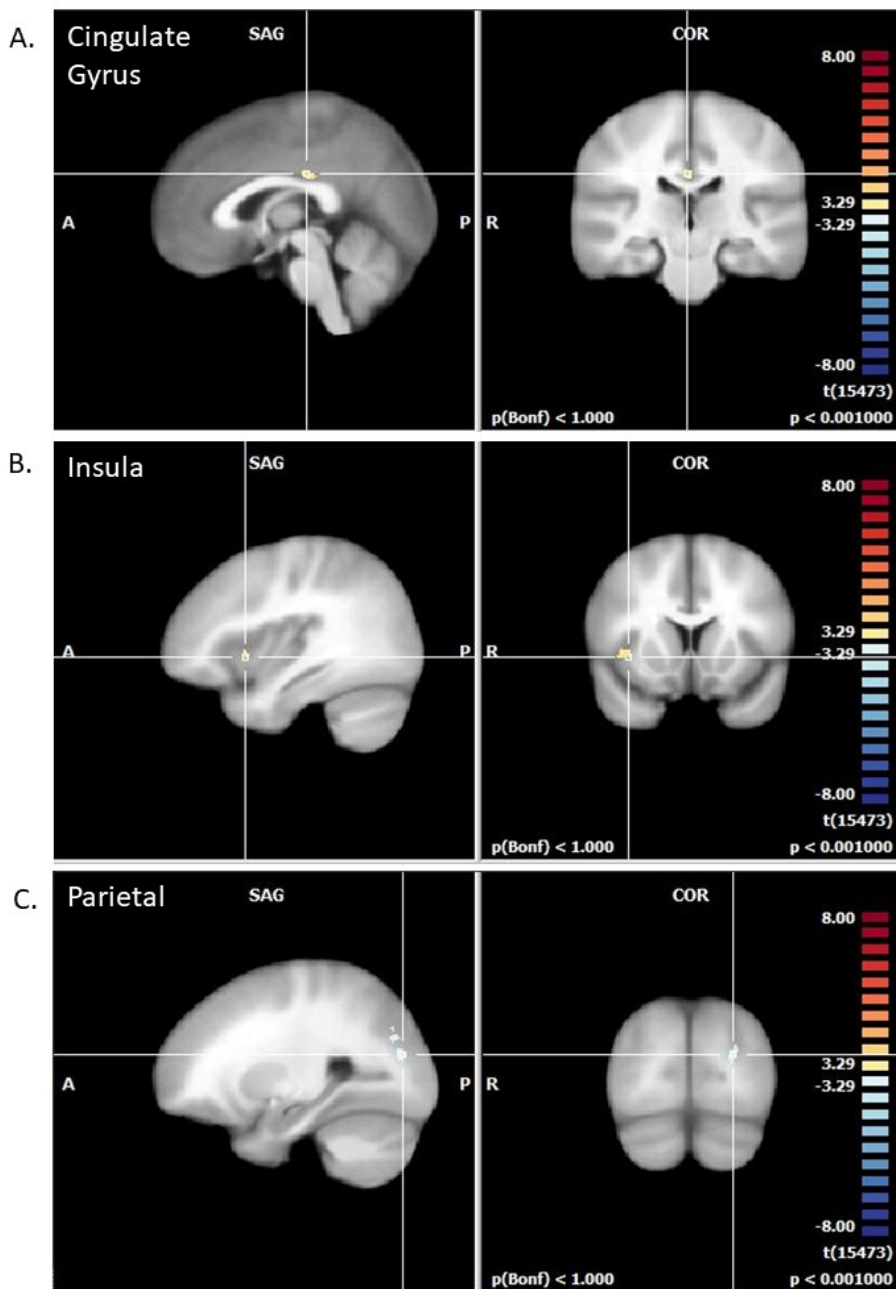 A.
Cingulate
Gyrus
SAG
COR
8.00
3.29
-3.29
A
P
R
-8.00
t(15473)
p(Bonf) < 1.000
p < 0.001000
B.
Insula
SAG
COR
8.00
3.29
-3.29
A
P
R
-8.00
t(15473)
p(Bonf) < 1.000
p < 0.001000
C.
Parietal
SAG
COR
8.00
3.29
-3.29
A
P
R
-8.00
t(15473)
p(Bonf) < 1.000
p < 0.001000